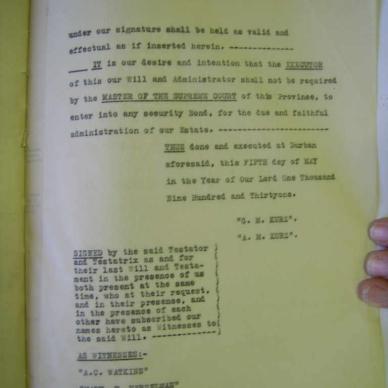 under our signature shall be held as valid and
effectual as if inserted herein. -------------
____ IT is our desire and intention that the EXECUTOR
of this our Will and Administrator shall not be required
by the MASTER OF THE SUPREME COURT of this Province, to
enter into any security Bond, for the due and faithful
administration of our Estate. ----------------------
THUS done and executed at Durban
aforesaid, this FIFTH day of MAY
in the Year of Our Lord One Thousand
Nine Hundred and Thirtyone.
"G. M. KURZ".
"A. M. KURZ".
SIGNED by the said Testator )
and Testatrix as and for )
their last Will and Testa- )
ment in the presence of us )
both present at the same )
time, who at their request, )
and in their presence, and )
in the presence of each )
other have subscribed our )
names hereto as Witnesses to(
the said Will. ------------- )
AS WITNESSES:-
"A.C. WATKINS"